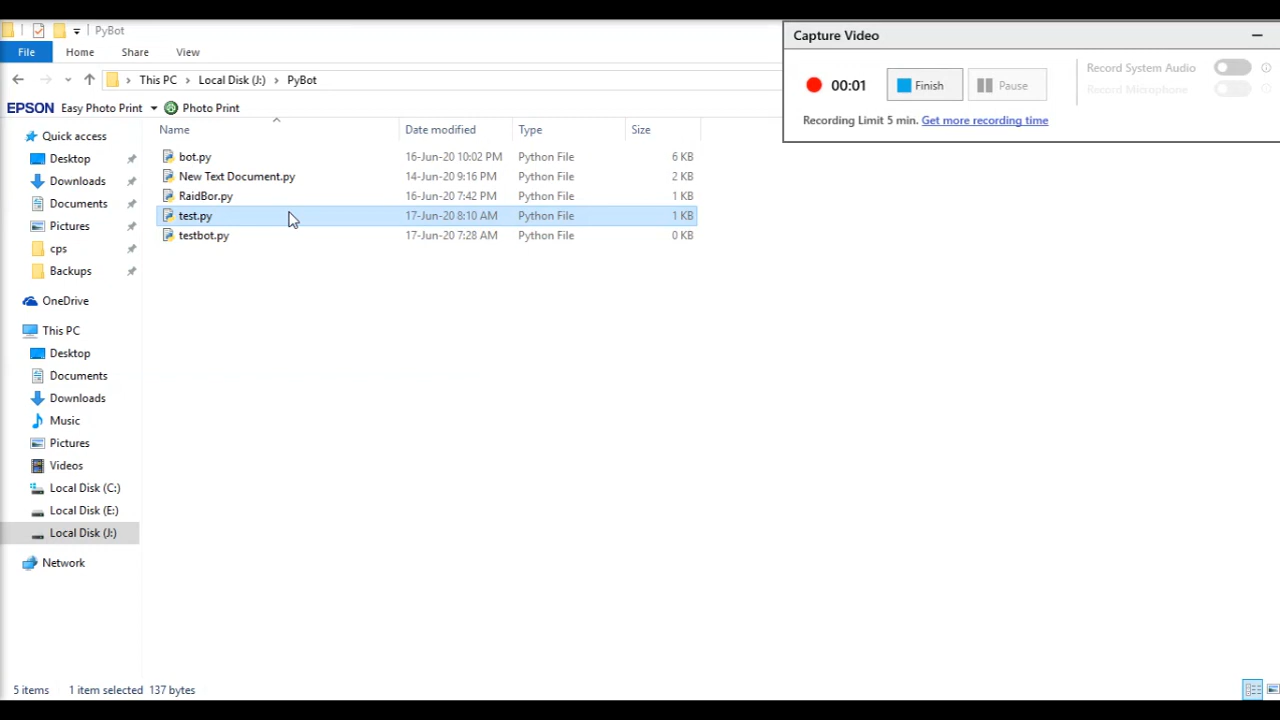 PyBot
File Home Share View
This PC Local Disk (J:) PyBot
EPSON Easy Photo Print Photo Print
Capture Video
00:01 Finish Pause
Record System Audio
Record Microphone
Recording Limit 5 min. Get more recording time
Name Date modified Type Size
bot.py 16-Jun-20 10:02 PM Python File 6 KB
New Text Document.py 14-Jun-20 9:16 PM Python File 2 KB
RaidBor.py 16-Jun-20 7:42 PM Python File 1 KB
test.py 17-Jun-20 8:10 AM Python File 1 KB
testbot.py 17-Jun-20 7:28 AM Python File 0 KB
Quick access
Desktop
Downloads
Documents
Pictures
cps
Backups
OneDrive
This PC
Desktop
Documents
Downloads
Music
Pictures
Videos
Local Disk (C:)
Local Disk (E:)
Local Disk (J:)
Network
5 items 1 item selected 137 bytes